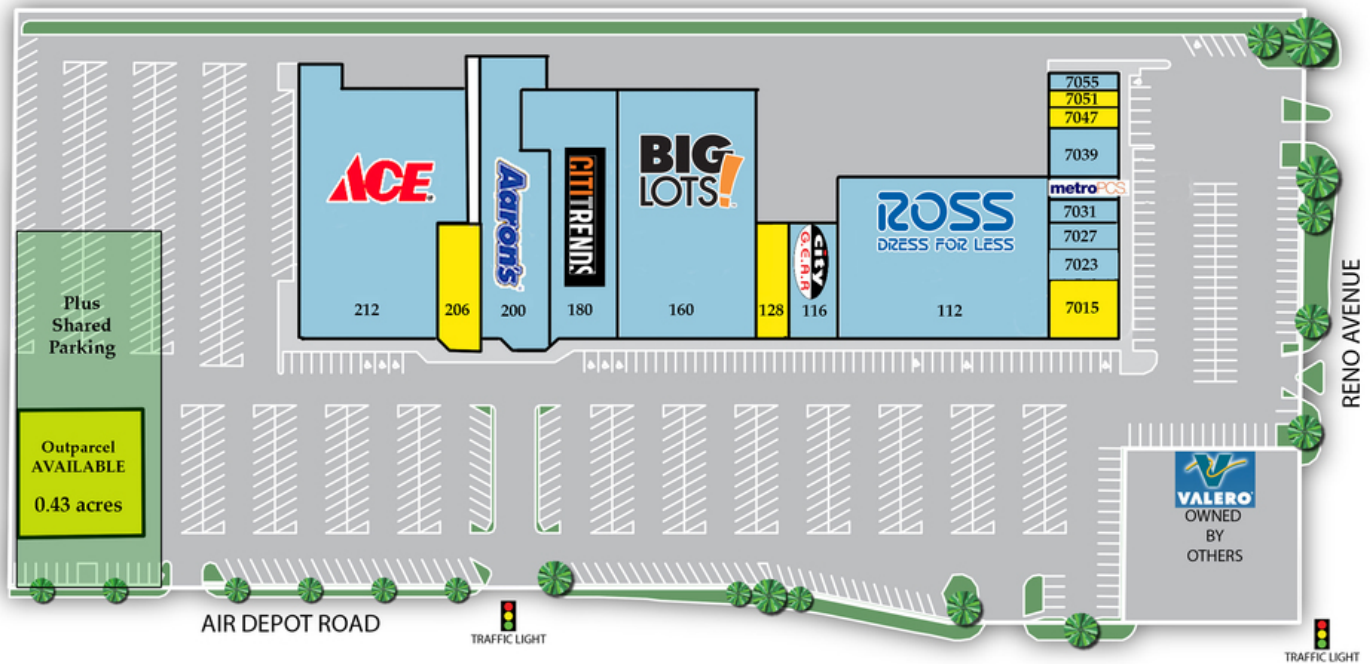 ACE
212
206
Aaron's
200
CITITRENDS
180
BIG
LOTS!
160
128
city
G.E.A.R
116
ROSS
DRESS FOR LESS
112
7055
7051
7047
7039
metroPCS.
7031
7027
7023
7015
Plus
Shared
Parking
Outparcel
AVAILABLE
0.43 acres
VALERO
OWNED
BY
OTHERS
RENO AVENUE
AIR DEPOT ROAD
TRAFFIC LIGHT
TRAFFIC LIGHT